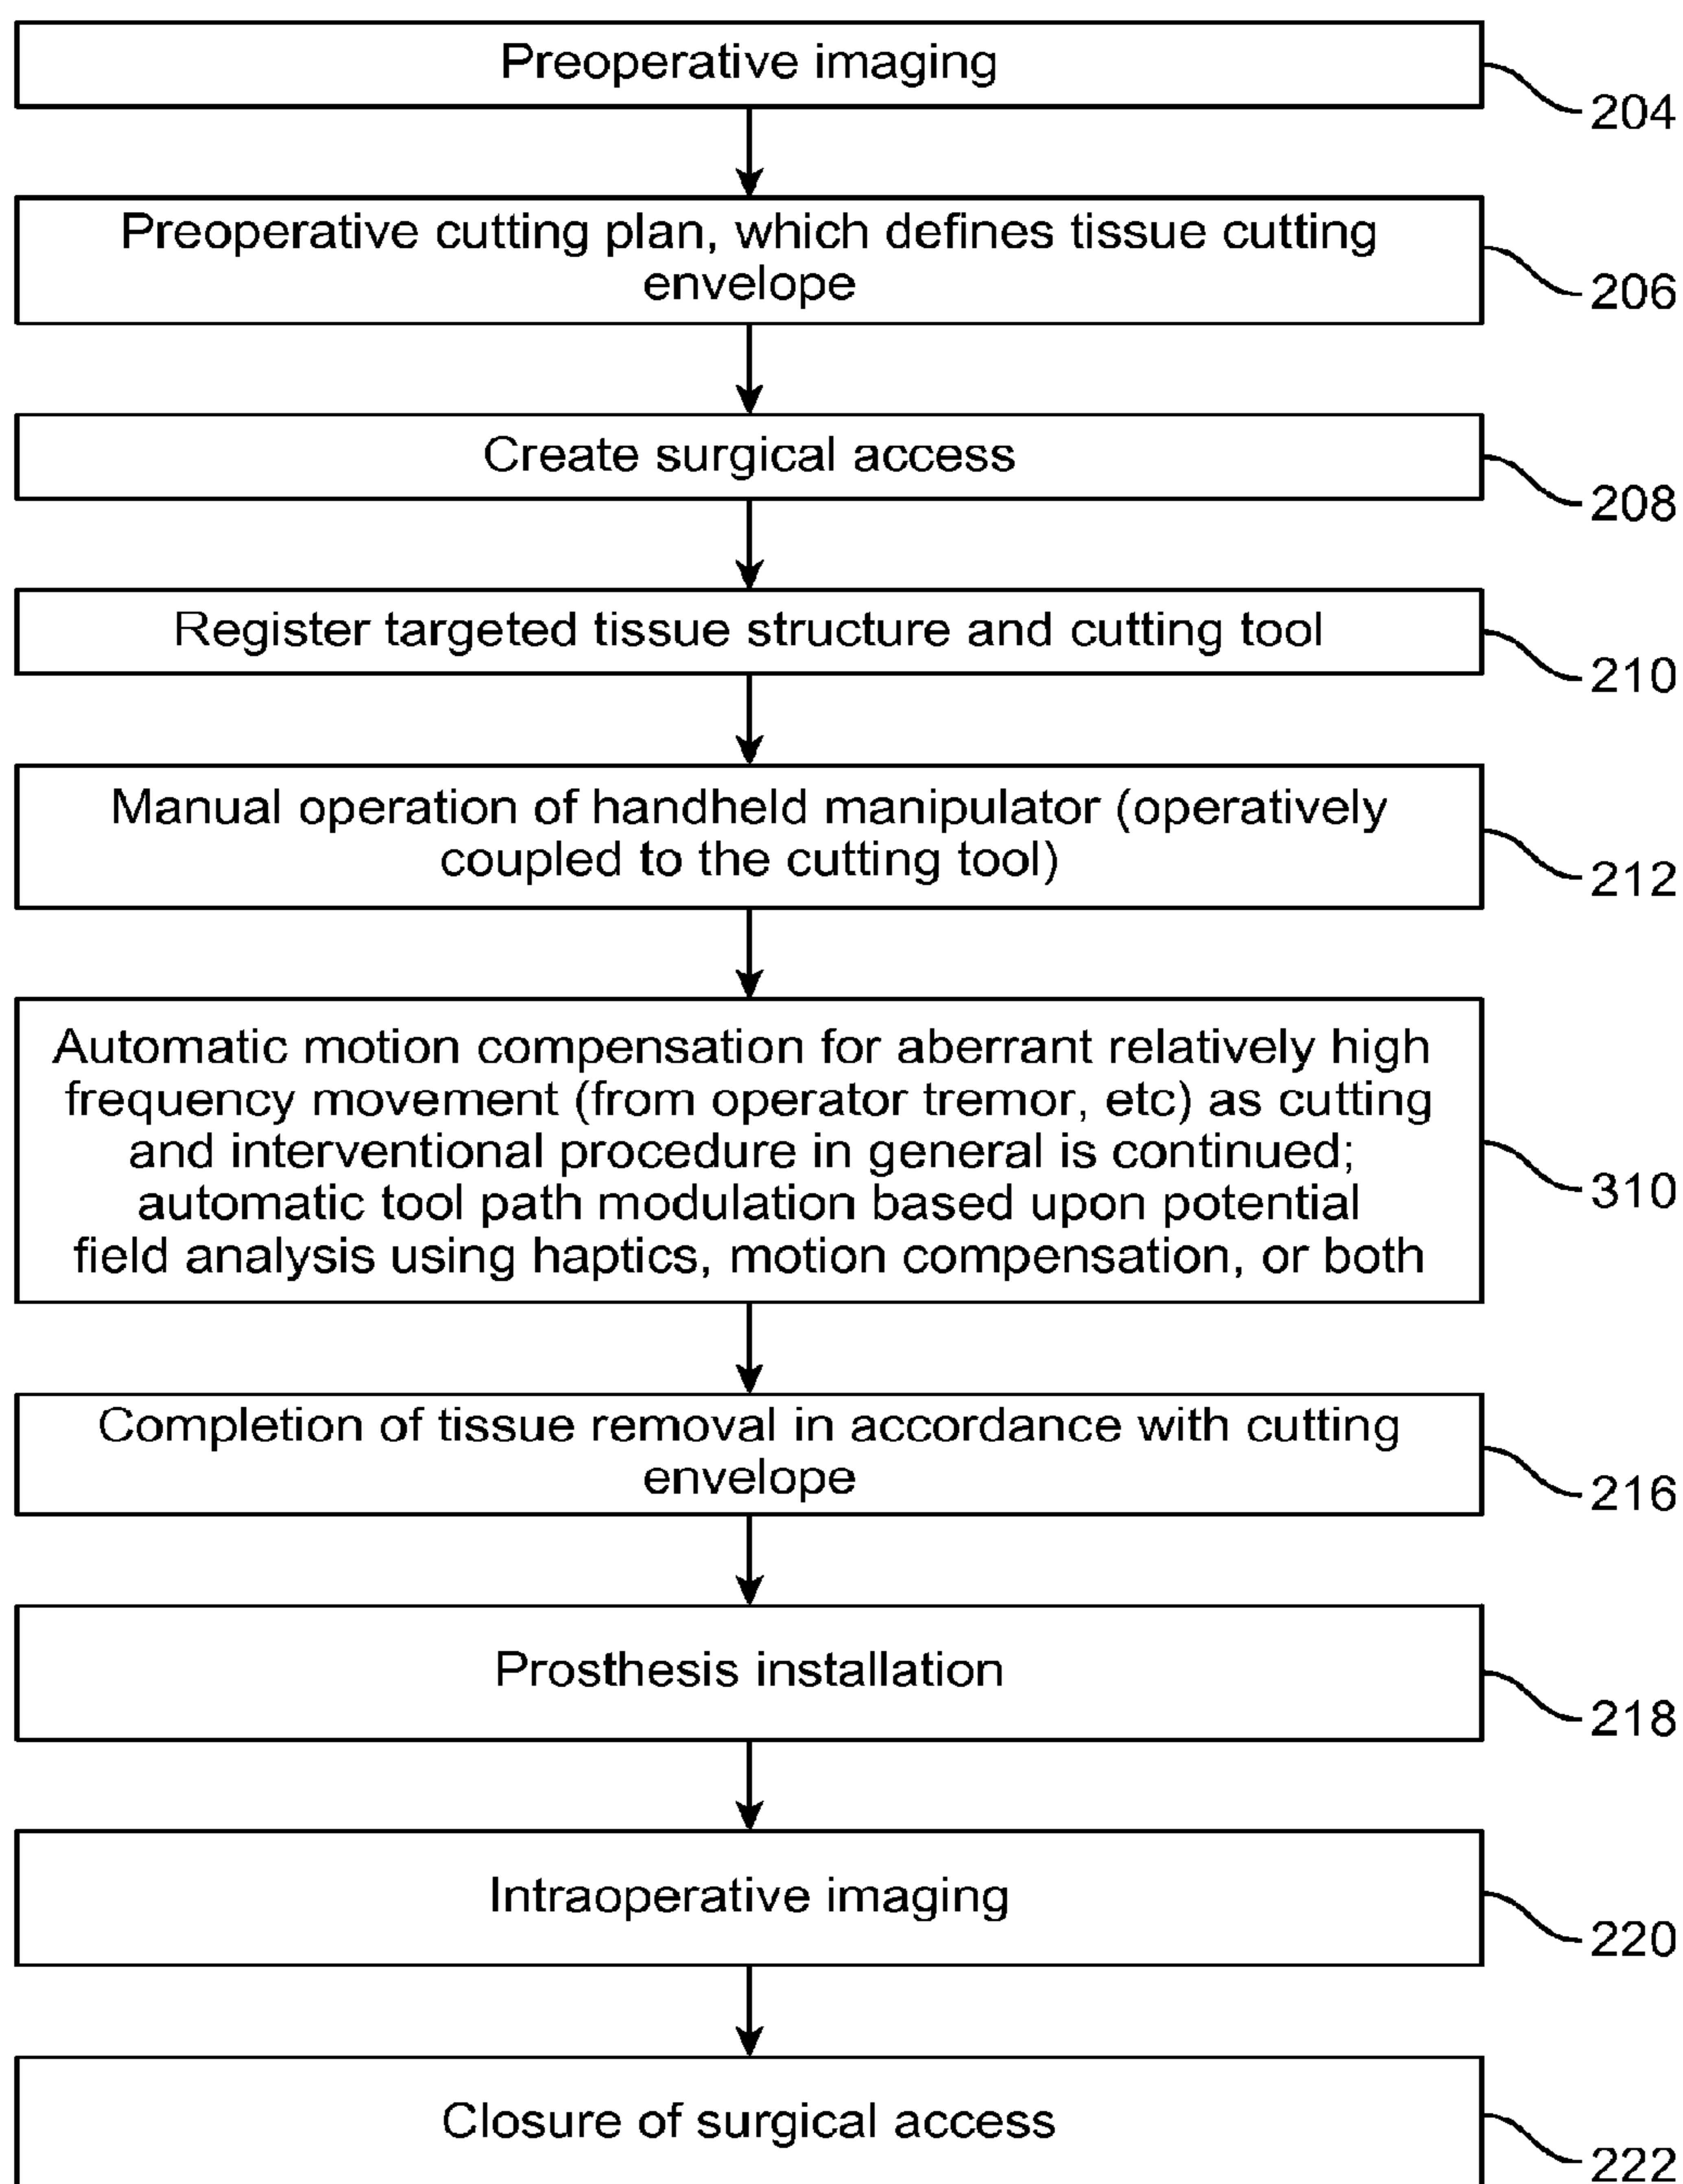 Preoperative imaging
204
Preoperative cutting plan, which defines tissue cutting
envelope
206
Create surgical access
208
Register targeted tissue structure and cutting tool
210
Manual operation of handheld manipulator (operatively
coupled to the cutting tool)
212
Automatic motion compensation for aberrant relatively high
frequency movement (from operator tremor, etc) as cutting
and interventional procedure in general is continued;
automatic tool path modulation based upon potential
field analysis using haptics, motion compensation, or both
310
Completion of tissue removal in accordance with cutting
envelope
216
Prosthesis installation
218
Intraoperative imaging
220
Closure of surgical access
222